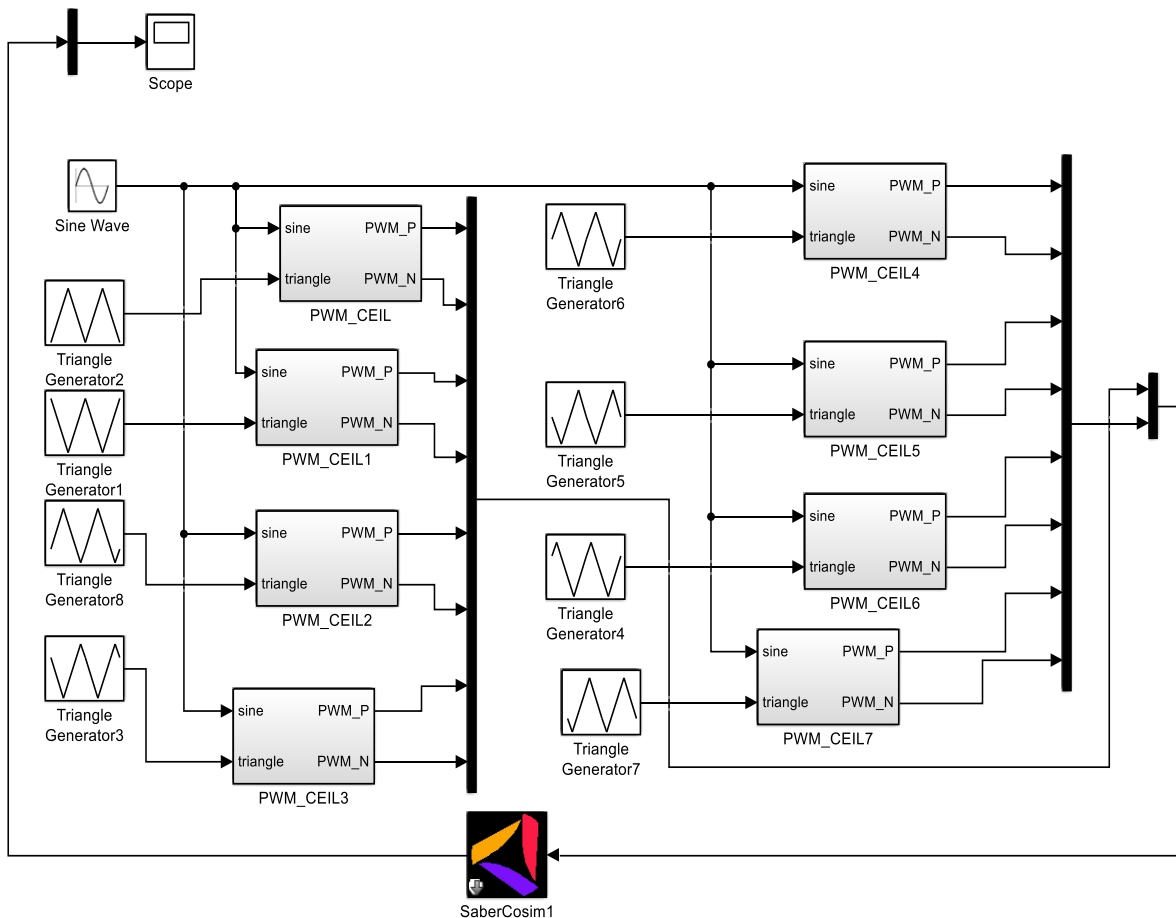 Scope
Sine Wave
sine PWM_P
triangle PWM_N
PWM_CEIL
Triangle
Generator2
sine PWM_P
triangle PWM_N
PWM_CEIL1
Triangle
Generator1
sine PWM_P
triangle PWM_N
PWM_CEIL2
Triangle
Generator8
sine PWM_P
triangle PWM_N
PWM_CEIL3
Triangle
Generator3
sine PWM_P
triangle PWM_N
PWM_CEIL4
Triangle
Generator6
sine PWM_P
triangle PWM_N
PWM_CEIL5
Triangle
Generator5
sine PWM_P
triangle PWM_N
PWM_CEIL6
Triangle
Generator4
sine PWM_P
triangle PWM_N
PWM_CEIL7
Triangle
Generator7
SaberCosim1